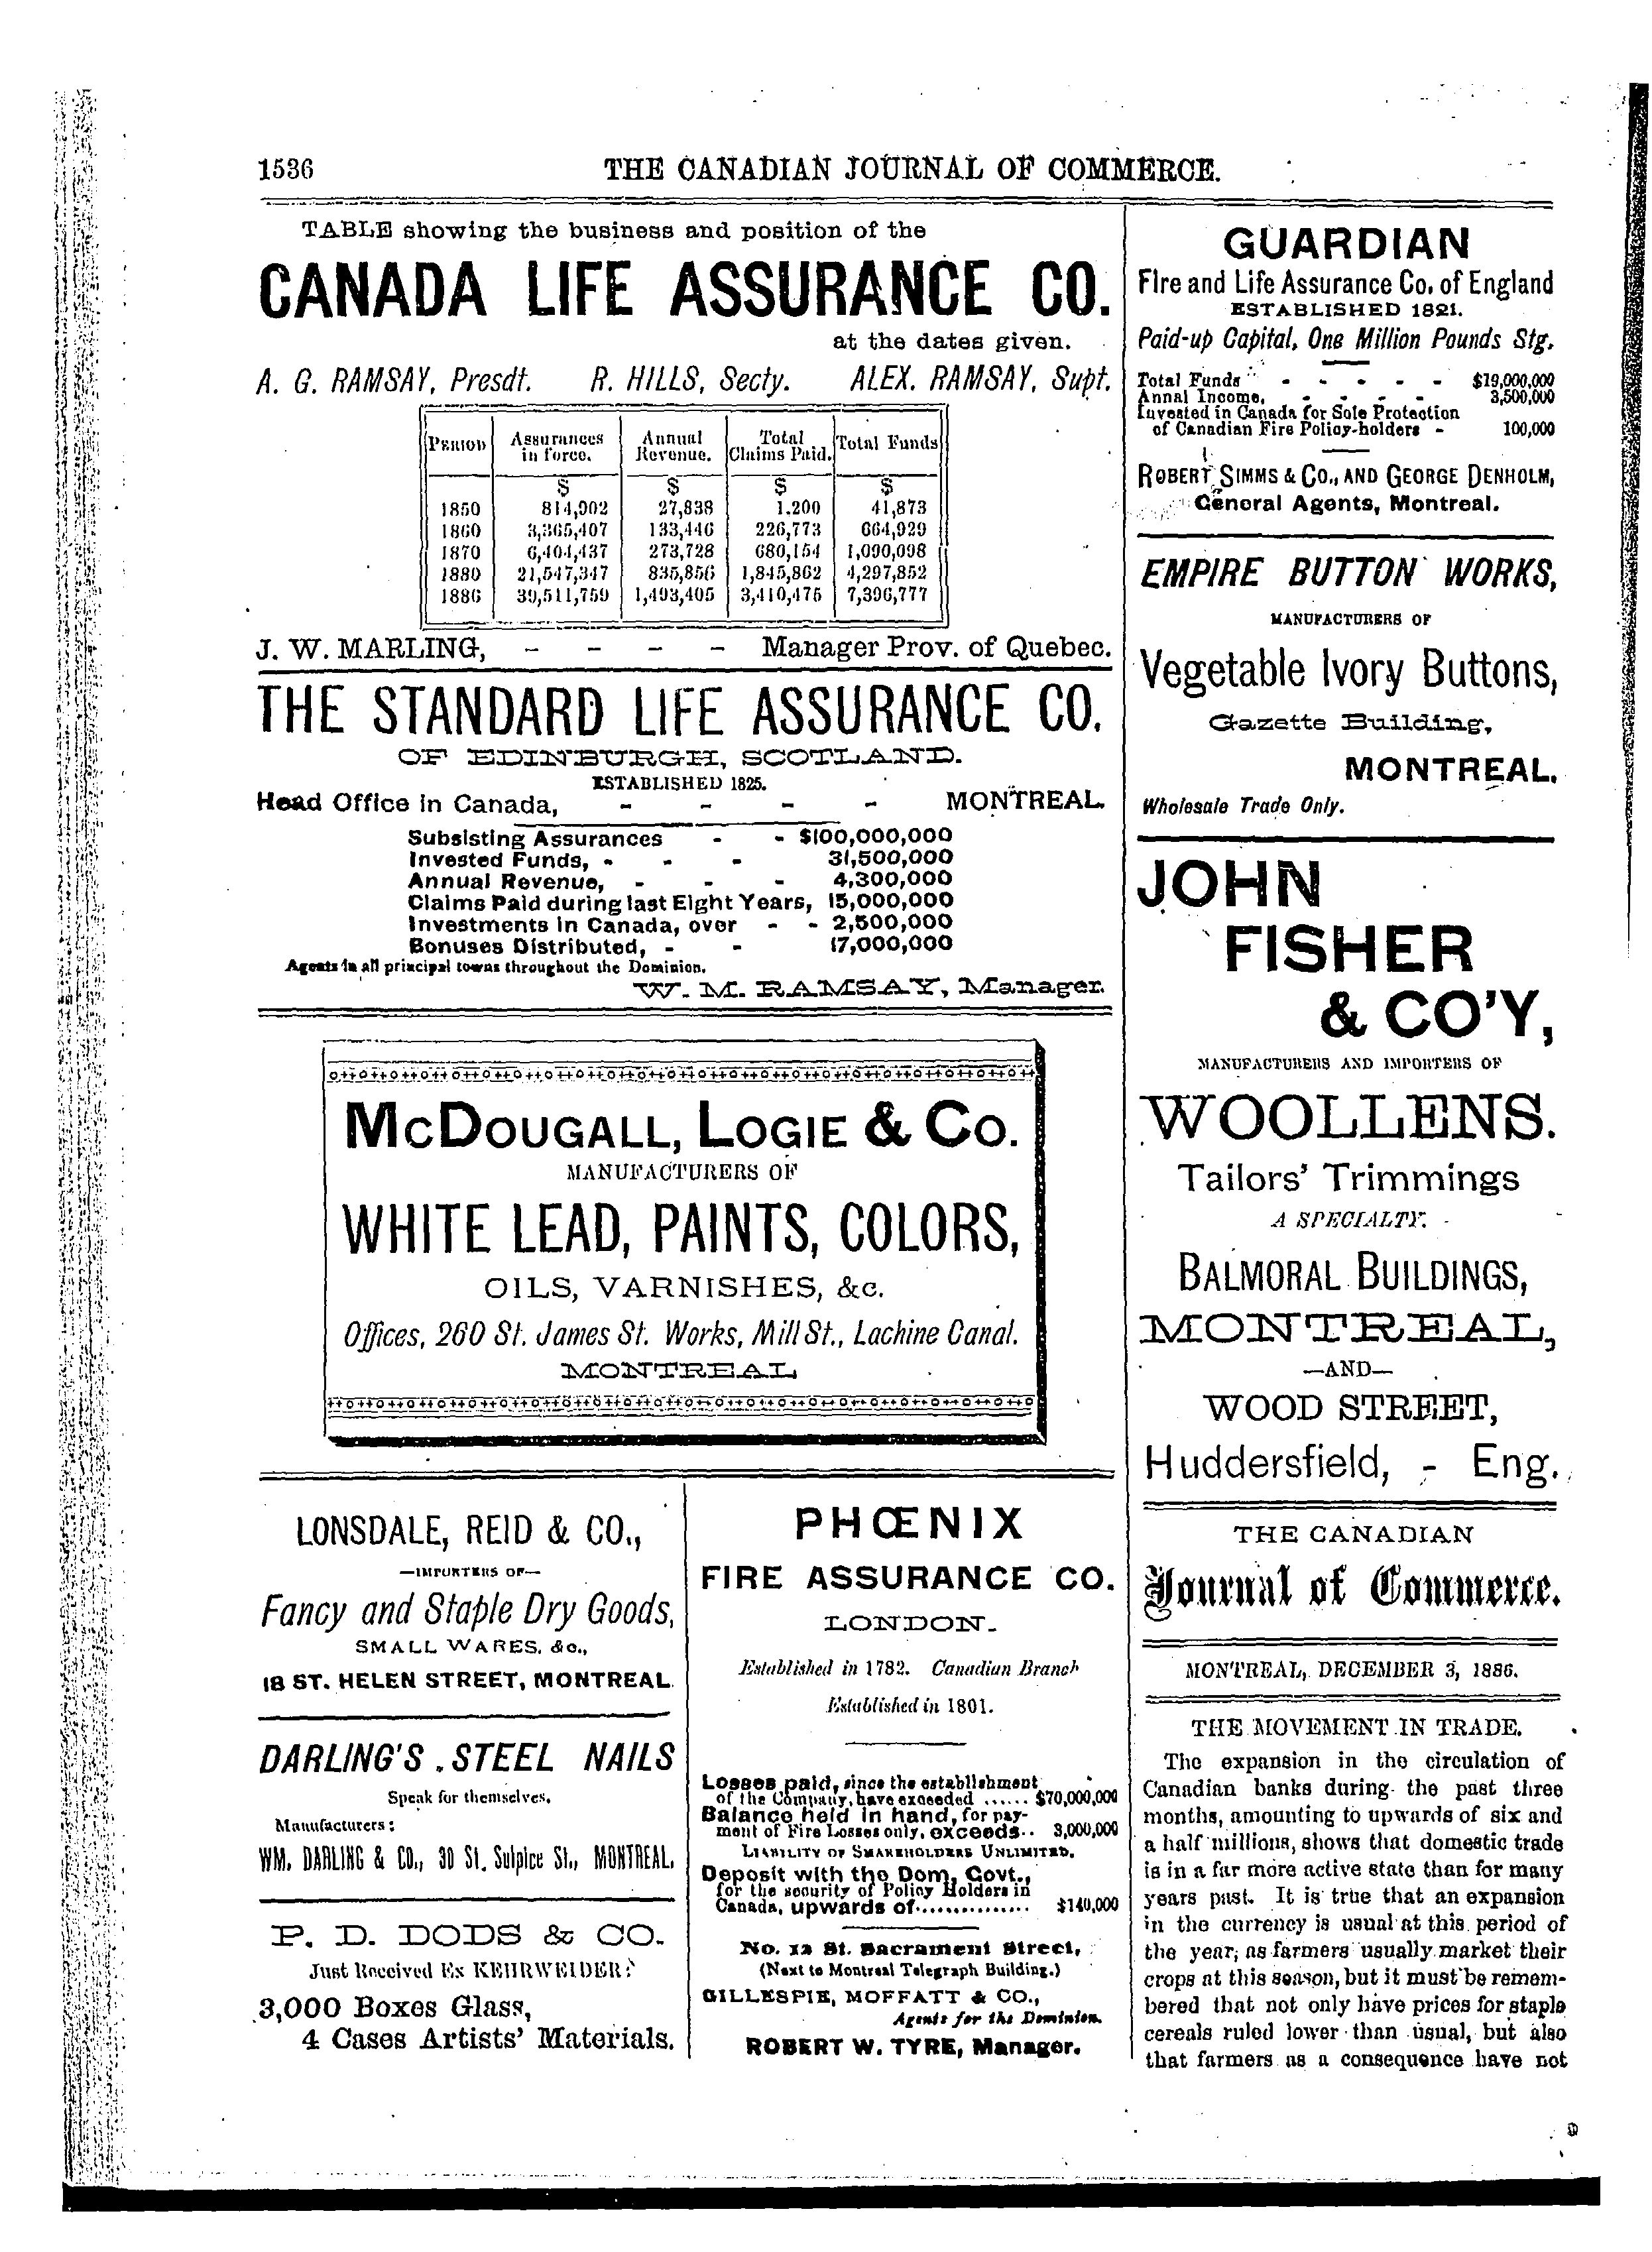 1536
THE CANADIAN JOURNAL OF COMMERCE.
TABLE showing the business and position of the
CANADA LIFE ASSURANCE CO.
at the dates given.
A. G. RAMSAY, Presdt. R. HILLS, Secty. ALEX. RAMSAY, Supt.
PERIOD Assurances in force. Annual Revenue. Total Claims Paid. Total Funds
$ $ $ $
1850 814,902 27,838 1.200 41,873
1860 3,365,407 133,446 226,773 664,929
1870 6,404,437 273,728 680,154 1,090,098
1880 21,547,347 835,856 1,845,862 4,297,852
1886 39,511,759 1,493,405 3,410,475 7,396,777
J. W. MARLING, - - - - Manager Prov. of Quebec.
THE STANDARD LIFE ASSURANCE CO.
OF EDINBURGH, SCOTLAND.
ESTABLISHED 1825.
Head Office in Canada, - - - - MONTREAL.
Subsisting Assurances - - $100,000,000
Invested Funds, - - - 31,500,000
Annual Revenue, - - - 4,300,000
Claims Paid during last Eight Years, 15,000,000
Investments in Canada, over - - 2,500,000
Bonuses Distributed, - - 17,000,000
Agents in all principal towns throughout the Dominion.
W. M. RAMSAY, Manager.
McDOUGALL, LOGIE & CO.
MANUFACTURERS OF
WHITE LEAD, PAINTS, COLORS,
OILS, VARNISHES, &c.
Offices, 260 St. James St. Works, Mill St., Lachine Canal.
MONTREAL
LONSDALE, REID & CO.,
—IMPORTERS OF—
Fancy and Staple Dry Goods,
SMALL WARES, &c.,
18 ST. HELEN STREET, MONTREAL.
DARLING'S STEEL NAILS
Speak for themselves.
Manufacturers:
WM. DARLING & CO., 30 St. Sulpice St., MONTREAL.
P. D. DODS & CO.
Just Received Ex KEHRWEIDER:
3,000 Boxes Glass,
4 Cases Artists' Materials.
PHŒNIX
FIRE ASSURANCE CO.
LONDON.
Established in 1782. Canadian Branch
Established in 1801.
Losses paid, since the establishment
of the Company, have exceeded ...... $70,000,000
Balance held in hand, for pay-
ment of Fire Losses only, exceeds.. 3,000,000
LIABILITY OF SHAREHOLDERS UNLIMITED.
Deposit with the Dom. Govt.,
for the security of Policy Holders in
Canada, upwards of............... $140,000
No. 12 St. Sacrament Street,
(Next to Montreal Telegraph Building.)
GILLESPIE, MOFFATT & CO.,
Agents for the Dominion.
ROBERT W. TYRE, Manager.
GUARDIAN
Fire and Life Assurance Co. of England
ESTABLISHED 1821.
Paid-up Capital, One Million Pounds Stg.
Total Funds - - - - - $19,000,000
Annal Income, - - - - 3,500,000
Invested in Canada for Sole Protection
of Canadian Fire Policy-holders - 100,000
ROBERT SIMMS & CO., AND GEORGE DENHOLM,
General Agents, Montreal.
EMPIRE BUTTON WORKS,
MANUFACTURERS OF
Vegetable Ivory Buttons,
Gazette Building,
MONTREAL.
Wholesale Trade Only.
JOHN
FISHER
& CO'Y,
MANUFACTURERS AND IMPORTERS OF
WOOLLENS.
Tailors' Trimmings
A SPECIALTY.
BALMORAL BUILDINGS,
MONTREAL,
—AND—
WOOD STREET,
Huddersfield, - Eng.
THE CANADIAN
Journal of Commerce.
MONTREAL, DECEMBER 3, 1886.
THE MOVEMENT IN TRADE.
The expansion in the circulation of
Canadian banks during the past three
months, amounting to upwards of six and
a half millions, shows that domestic trade
is in a far more active state than for many
years past. It is true that an expansion
in the currency is usual at this period of
the year, as farmers usually market their
crops at this season, but it must be remem-
bered that not only have prices for staple
cereals ruled lower than usual, but also
that farmers as a consequence have not